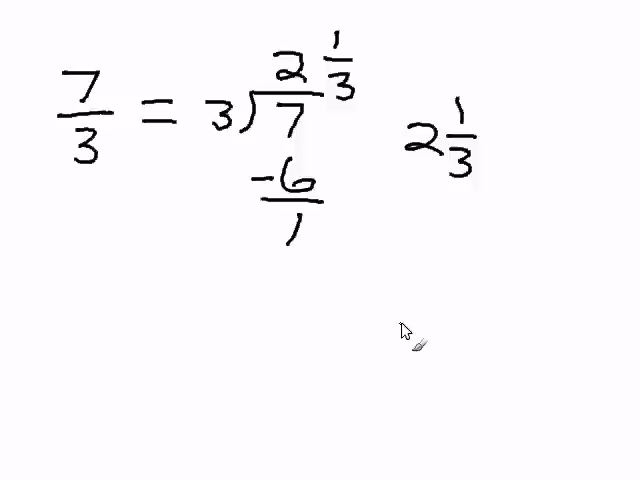 7/3 = 3)7 2 1/3
-6
1
2 1/3